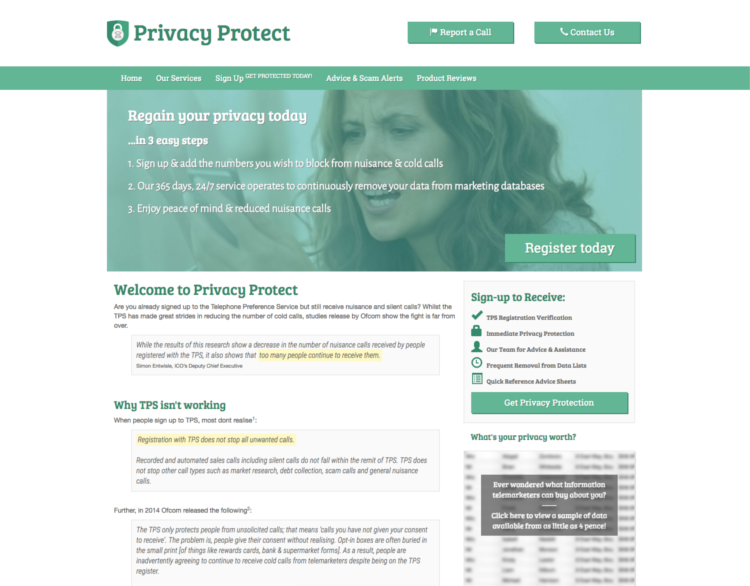 Privacy Protect
Report a Call
Contact Us
Home
Our Services
Sign Up GET PROTECTED TODAY!
Advice & Scam Alerts
Product Reviews
Regain your privacy today
...in 3 easy steps
1. Sign up & add the numbers you wish to block from nuisance & cold calls
2. Our 365 days, 24/7 service operates to continuously remove your data from marketing databases
3. Enjoy peace of mind & reduced nuisance calls
Register today
Welcome to Privacy Protect
Are you already signed up to the Telephone Preference Service but still receive nuisance and silent calls? Whilst the
TPS has made great strides in reducing the number of cold calls, studies release by Ofcom show the fight is far from
over.
While the results of this research show a decrease in the number of nuisance calls received by people
registered with the TPS, it also shows that too many people continue to receive them.
Simon Entwisle, ICO's Deputy Chief Executive
Why TPS isn't working
When people sign up to TPS, most dont realise¹:
Registration with TPS does not stop all unwanted calls.
Recorded and automated sales calls including silent calls do not fall within the remit of TPS. TPS does
not stop other call types such as market research, debt collection, scam calls and general nuisance
calls.
Further, in 2014 Ofcom released the following²:
The TPS only protects people from unsolicited calls; that means 'calls you have not given your consent
to receive'. The problem is, people give their consent without realising. Opt-in boxes are often buried in
the small print [of things like rewards cards, bank & supermarket forms]. As a result, people are
inadvertently agreeing to continue to receive cold calls from telemarketers despite being on the TPS
register.
Sign-up to Receive:
TPS Registration Verification
Immediate Privacy Protection
Our Team for Advice & Assistance
Frequent Removal from Data Lists
Quick Reference Advice Sheets
Get Privacy Protection
What's your privacy worth?
Ever wondered what information
telemarketers can buy about you?
Click here to view a sample of data
available from as little as 4 pence!